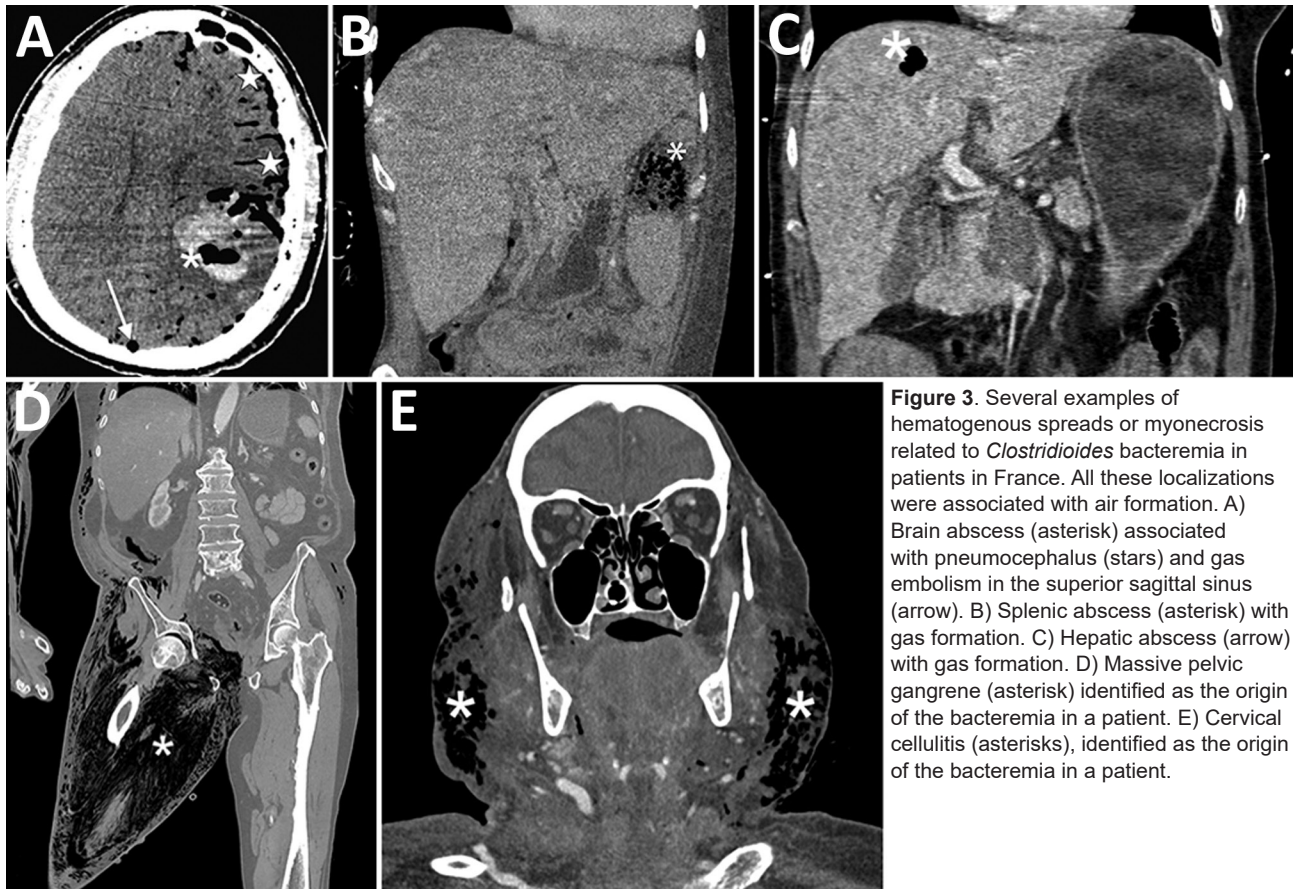 A
B
C
D
E
Figure 3. Several examples of
hematogenous spreads or myonecrosis
related to Clostridioides bacteremia in
patients in France. All these localizations
were associated with air formation. A)
Brain abscess (asterisk) associated
with pneumocephalus (stars) and gas
embolism in the superior sagittal sinus
(arrow). B) Splenic abscess (asterisk) with
gas formation. C) Hepatic abscess (arrow)
with gas formation. D) Massive pelvic
gangrene (asterisk) identified as the origin
of the bacteremia in a patient. E) Cervical
cellulitis (asterisks), identified as the origin
of the bacteremia in a patient.